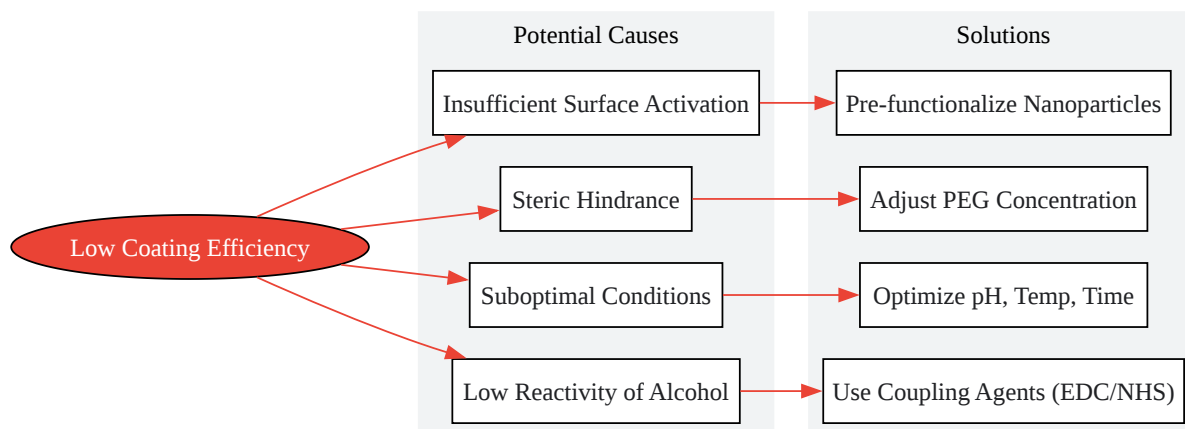 Potential Causes
Solutions
Insufficient Surface Activation
Pre-functionalize Nanoparticles
Steric Hindrance
Adjust PEG Concentration
Low Coating Efficiency
Suboptimal Conditions
Optimize pH, Temp, Time
Low Reactivity of Alcohol
Use Coupling Agents (EDC/NHS)